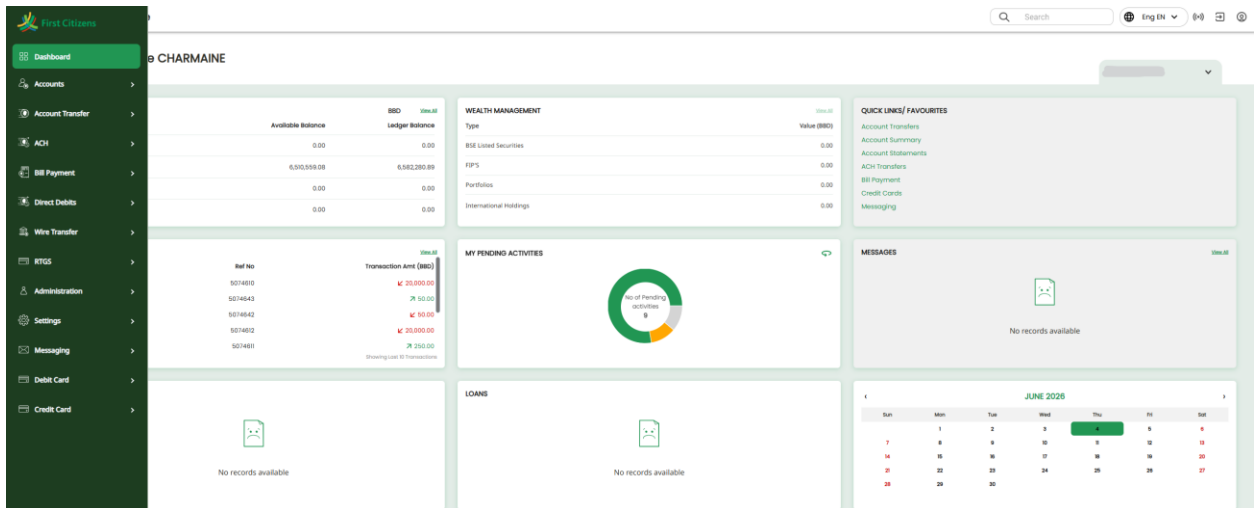 First Citizens
Search
Eng EN
Dashboard
Accounts
Account Transfer
ACH
Bill Payment
Direct Debits
Wire Transfer
RTGS
Administration
Settings
Messaging
Debit Card
Credit Card
e CHARMAINE
BBD View All
Available Balance Ledger Balance
0.00 0.00
6,510,559.08 6,582,280.89
0.00 0.00
0.00 0.00
WEALTH MANAGEMENT View All
Type Value (BBD)
BSE Listed Securities 0.00
FIP'S 0.00
Portfolios 0.00
International Holdings 0.00
QUICK LINKS/ FAVOURITES
Account Transfers
Account Summary
Account Statements
ACH Transfers
Bill Payment
Credit Cards
Messaging
View All
Ref No Transaction Amt (BBD)
5074610 20,000.00
5074643 50.00
5074642 50.00
5074612 20,000.00
5074611 250.00
Showing Last 10 Transactions
MY PENDING ACTIVITIES
No of Pending
activities
9
MESSAGES View All
No records available
No records available
LOANS
No records available
JUNE 2026
Sun Mon Tue Wed Thu Fri Sat
1 2 3 4 5 6
7 8 9 10 11 12 13
14 15 16 17 18 19 20
21 22 23 24 25 26 27
28 29 30